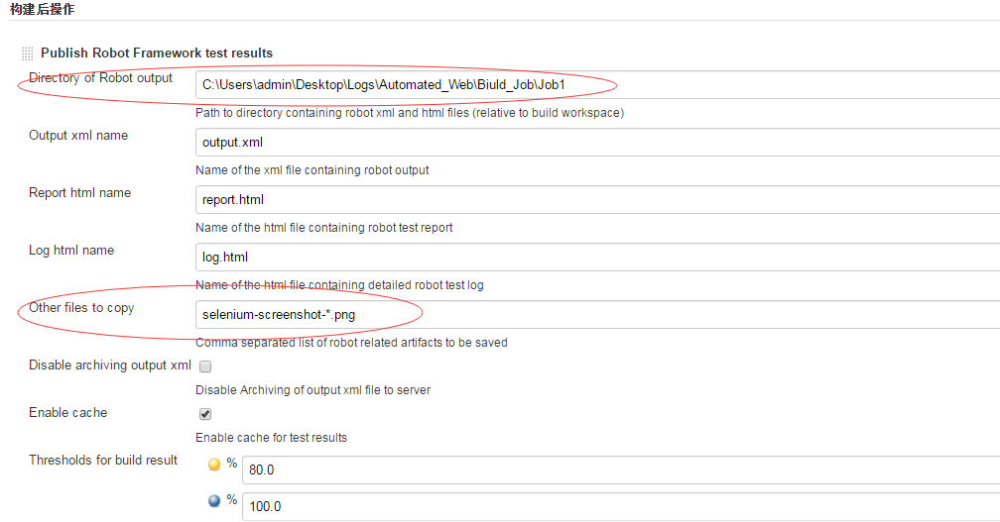 构建后操作
Publish Robot Framework test results
Directory of Robot output
C:\Users\admin\Desktop\Logs\Automated_Web\Biuld_Job\Job1
Path to directory containing robot xml and html files (relative to build workspace)
Output xml name
output.xml
Name of the xml file containing robot output
Report html name
report.html
Name of the html file containing robot test report
Log html name
log.html
Name of the html file containing detailed robot test log
Other files to copy
selenium-screenshot-*.png
Comma separated list of robot related artifacts to be saved
Disable archiving output xml
Disable Archiving of output xml file to server
Enable cache
Enable cache for test results
Thresholds for build result
% 80.0
% 100.0